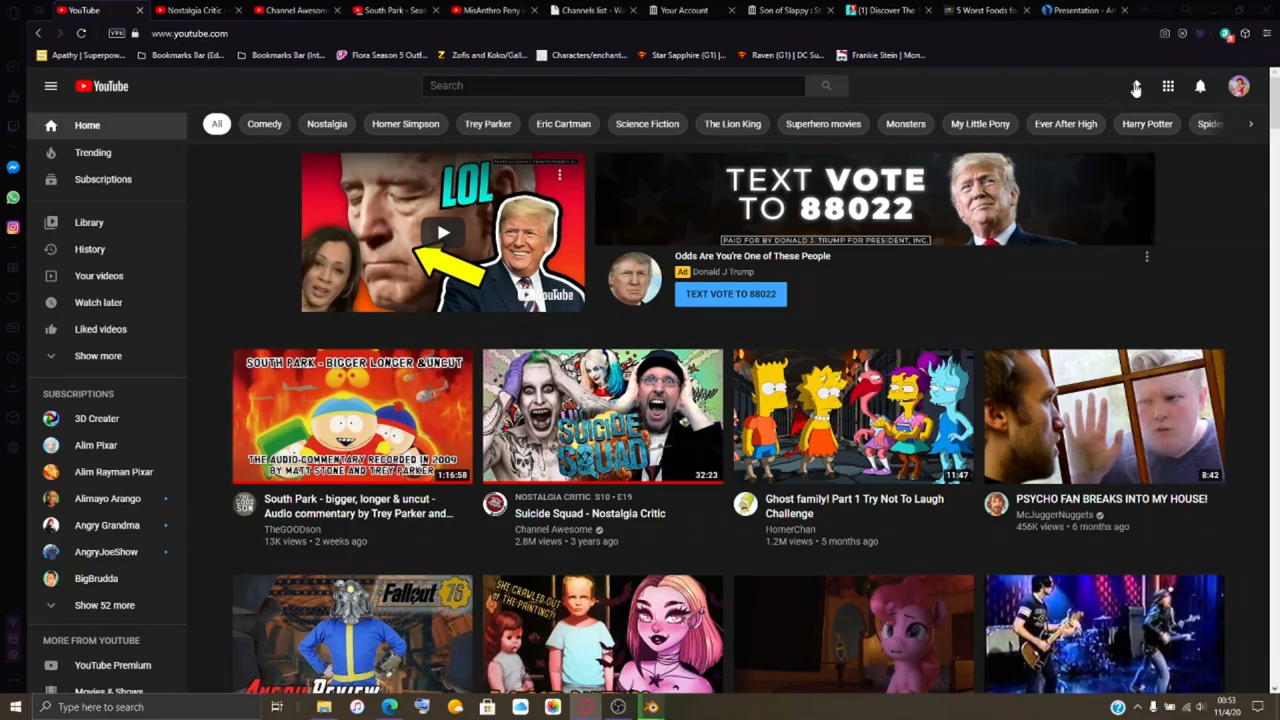 YouTube
Nostalgia Critic
Channel Awesom
South Park - Sea
MisAnthro Pony
Channels list - W
Your Account
Son of Slappy : S
(1) Discover The
5 Worst Foods fo
Presentation - Ar
VPN
www.youtube.com
Apathy | Superpow...
Bookmarks Bar (Ed...
Bookmarks Bar (Int...
Flora Season 5 Outf...
Zofis and Koko/Gall...
Characters/enchant...
Star Sapphire (G1) |...
Raven (G1) | DC Su...
Frankie Stein | Mon...
YouTube
Search
Home
Trending
Subscriptions
Library
History
Your videos
Watch later
Liked videos
Show more
SUBSCRIPTIONS
3D Creator
Alim Pixar
Alim Rayman Pixar
Alimayo Arango
Angry Grandma
AngryJoeShow
BigBrudda
Show 52 more
MORE FROM YOUTUBE
YouTube Premium
Movies & Shows
All
Comedy
Nostalgia
Homer Simpson
Trey Parker
Eric Cartman
Science Fiction
The Lion King
Superhero movies
Monsters
My Little Pony
Ever After High
Harry Potter
Spide
LOL
YouTube
TEXT VOTE
TO 88022
PAID FOR BY DONALD J. TRUMP FOR PRESIDENT, INC.
Odds Are You're One of These People
Ad Donald J Trump
TEXT VOTE TO 88022
SOUTH PARK - BIGGER LONGER & UNCUT
THE AUDIO-COMMENTARY RECORDED IN 2009
BY MATT STONE AND TREY PARKER
1:16:58
South Park - bigger, longer & uncut -
Audio commentary by Trey Parker and...
TheGOODson
13K views • 2 weeks ago
SUICIDE
SQUAD
32:23
NOSTALGIA CRITIC S10 • E19
Suicide Squad - Nostalgia Critic
Channel Awesome
2.8M views • 3 years ago
11:47
Ghost family! Part 1 Try Not To Laugh
Challenge
HomerChan
1.2M views • 5 months ago
8:42
PSYCHO FAN BREAKS INTO MY HOUSE!
McJuggerNuggets
456K views • 6 months ago
Fallout 76
ANGRY REVIEW
SHE CRAWLED OUT
OF THE PAINTING?!
Type here to search
00:53
11/4/20